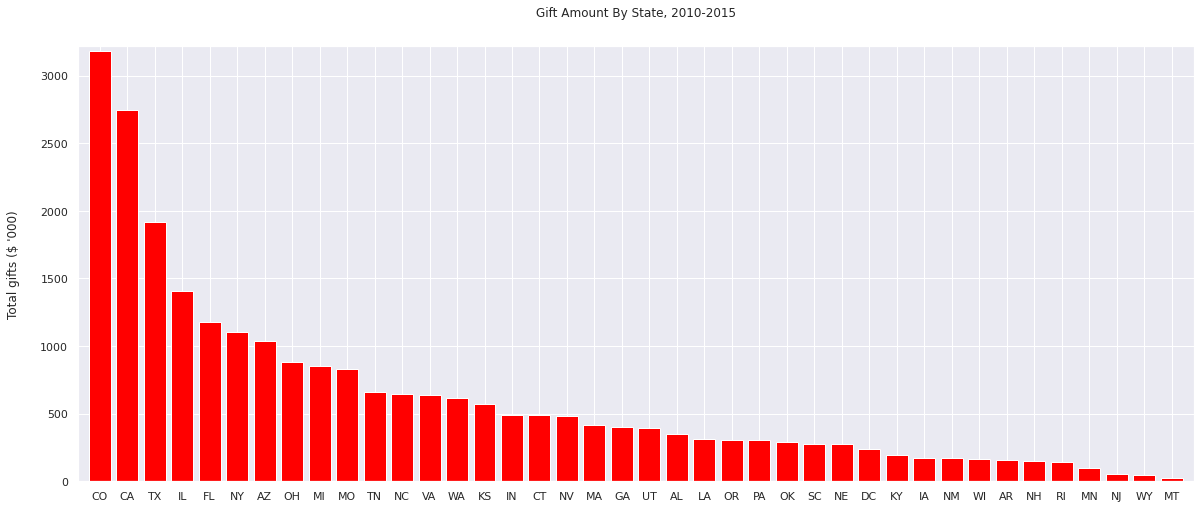 Gift Amount By State, 2010-2015
Total gifts ($ '000)
3000
2500
2000
1500
1000
500
0
CO CA TX IL FL NY AZ OH MI MO TN NC VA WA KS IN CT NV MA GA UT AL LA OR PA OK SC NE DC KY IA NM WI AR NH RI MN NJ WY MT